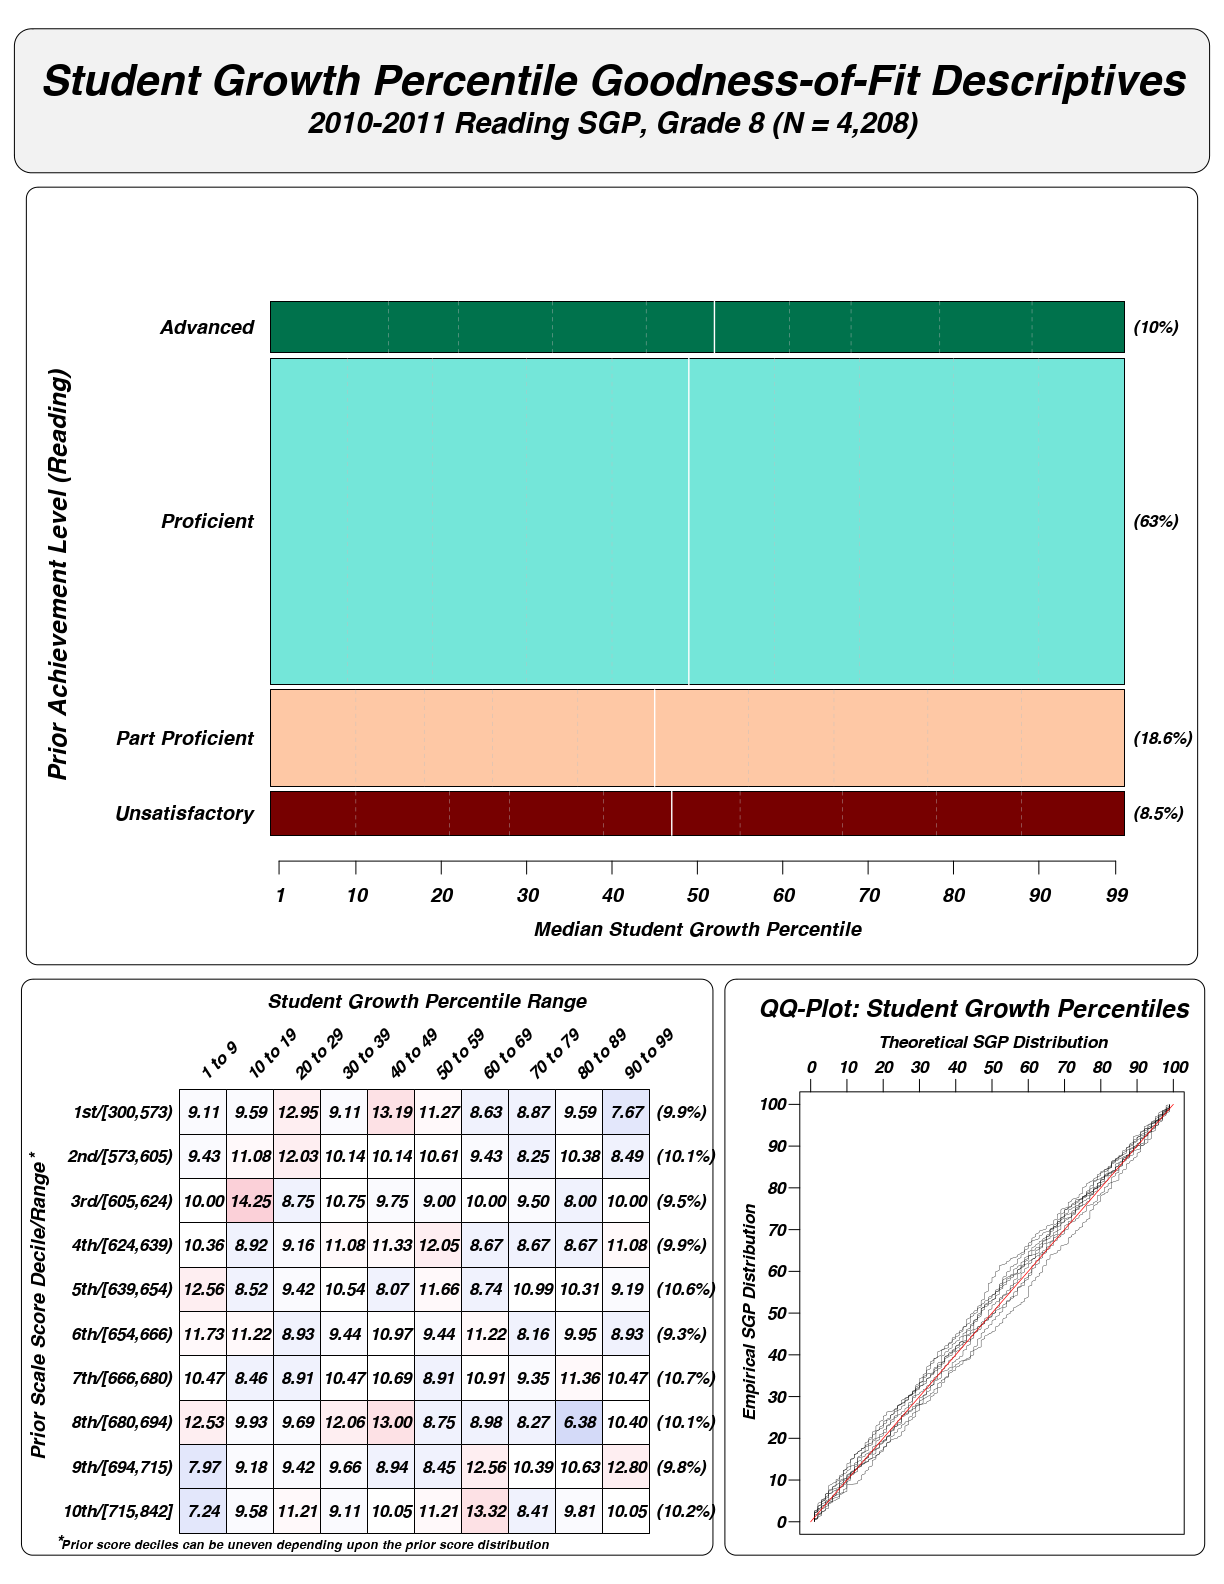 Student Growth Percentile Goodness-of-Fit Descriptives
2010-2011 Reading SGP, Grade 8 (N = 4,208)
Prior Achievement Level (Reading)
Advanced (10%)
Proficient (63%)
Part Proficient (18.6%)
Unsatisfactory (8.5%)
1 10 20 30 40 50 60 70 80 90 99
Median Student Growth Percentile
Student Growth Percentile Range
1 to 9 10 to 19 20 to 29 30 to 39 40 to 49 50 to 59 60 to 69 70 to 79 80 to 89 90 to 99
Prior Scale Score Decile/Range*
1st/[300,573) 9.11 9.59 12.95 9.11 13.19 11.27 8.63 8.87 9.59 7.67 (9.9%)
2nd/[573,605) 9.43 11.08 12.03 10.14 10.14 10.61 9.43 8.25 10.38 8.49 (10.1%)
3rd/[605,624) 10.00 14.25 8.75 10.75 9.75 9.00 10.00 9.50 8.00 10.00 (9.5%)
4th/[624,639) 10.36 8.92 9.16 11.08 11.33 12.05 8.67 8.67 8.67 11.08 (9.9%)
5th/[639,654) 12.56 8.52 9.42 10.54 8.07 11.66 8.74 10.99 10.31 9.19 (10.6%)
6th/[654,666) 11.73 11.22 8.93 9.44 10.97 9.44 11.22 8.16 9.95 8.93 (9.3%)
7th/[666,680) 10.47 8.46 8.91 10.47 10.69 8.91 10.91 9.35 11.36 10.47 (10.7%)
8th/[680,694) 12.53 9.93 9.69 12.06 13.00 8.75 8.98 8.27 6.38 10.40 (10.1%)
9th/[694,715) 7.97 9.18 9.42 9.66 8.94 8.45 12.56 10.39 10.63 12.80 (9.8%)
10th/[715,842] 7.24 9.58 11.21 9.11 10.05 11.21 13.32 8.41 9.81 10.05 (10.2%)
*Prior score deciles can be uneven depending upon the prior score distribution
QQ-Plot: Student Growth Percentiles
Theoretical SGP Distribution
0 10 20 30 40 50 60 70 80 90 100
Empirical SGP Distribution
100
90
80
70
60
50
40
30
20
10
0